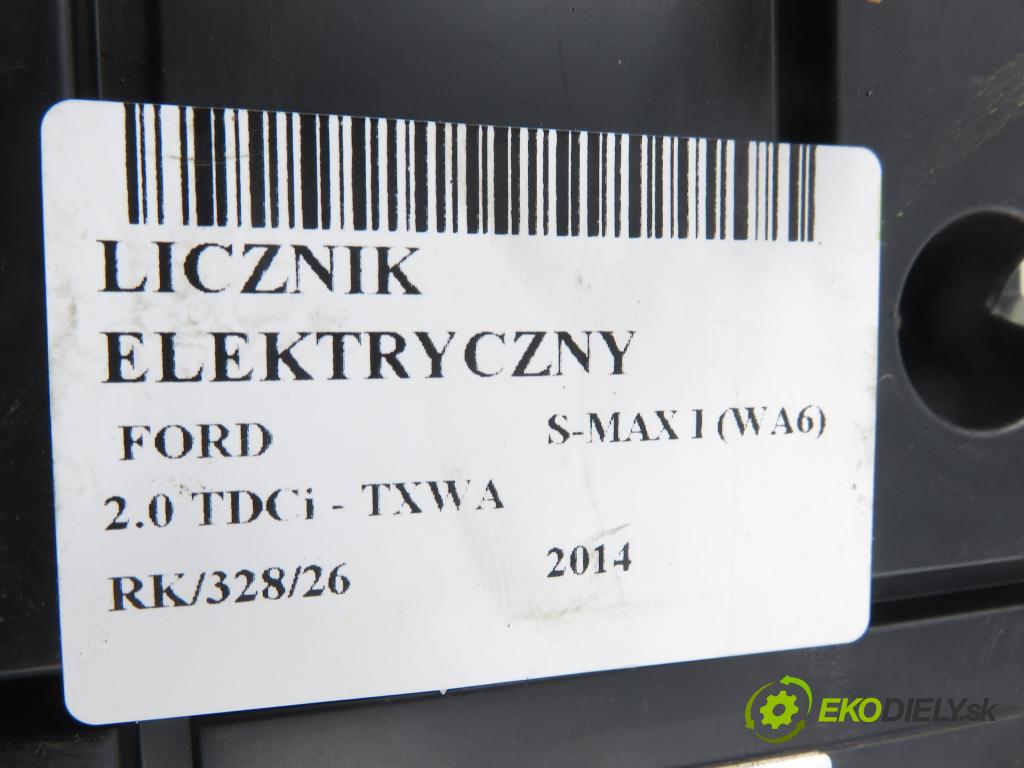 LICZNIK
ELEKTRYCZNY
FORD S-MAX I (WA6)
2.0 TDCi - TXWA
RK/328/26 2014
EKODIELY.sk